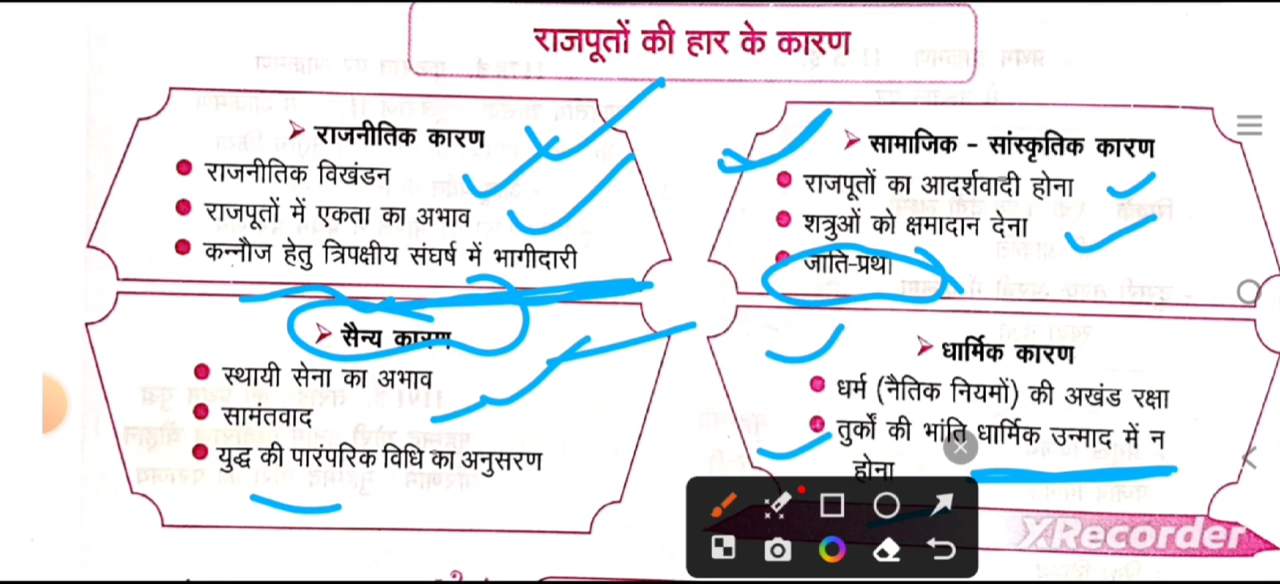 राजपूतों की हार के कारण
राजनीतिक कारण
राजनीतिक विखंडन
राजपूतों में एकता का अभाव
कन्नौज हेतु त्रिपक्षीय संघर्ष में भागीदारी
सामाजिक - सांस्कृतिक कारण
राजपूतों का आदर्शवादी होना
शत्रुओं को क्षमादान देना
जाति-प्रथा
सैन्य कारण
स्थायी सेना का अभाव
सामंतवाद
युद्ध की पारंपरिक विधि का अनुसरण
धार्मिक कारण
धर्म (नैतिक नियमों) की अखंड रक्षा
तुर्कों की भांति धार्मिक उन्माद में न
होना
XRecorder